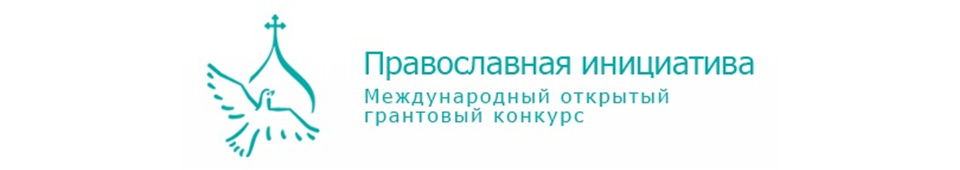 Православная инициатива
Международный открытый
грантовый конкурс